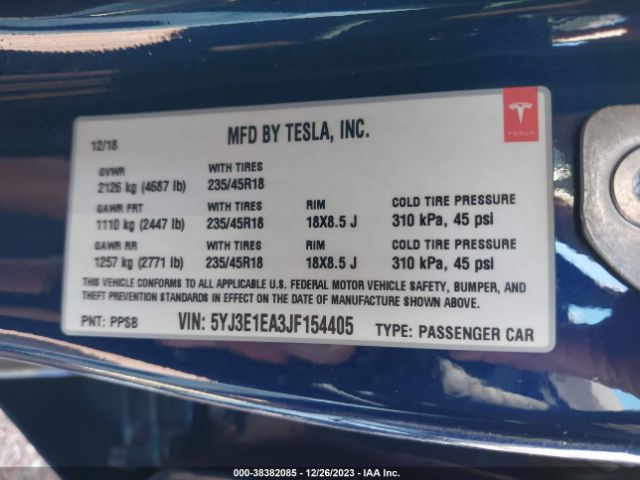 12/18
MFD BY TESLA, INC.
TESLA
GVWR WITH TIRES
2126 kg (4687 lb) 235/45R18
GAWR FRT WITH TIRES RIM COLD TIRE PRESSURE
1110 kg (2447 lb) 235/45R18 18X8.5 J 310 kPa, 45 psi
GAWR RR WITH TIRES RIM COLD TIRE PRESSURE
1257 kg (2771 lb) 235/45R18 18X8.5 J 310 kPa, 45 psi
THIS VEHICLE CONFORMS TO ALL APPLICABLE U.S. FEDERAL MOTOR VEHICLE SAFETY, BUMPER, AND
THEFT PREVENTION STANDARDS IN EFFECT ON THE DATE OF MANUFACTURE SHOWN ABOVE.
PNT: PPSB VIN: 5YJ3E1EA3JF154405 TYPE: PASSENGER CAR
000-38382085 - 12/26/2023 - IAA Inc.